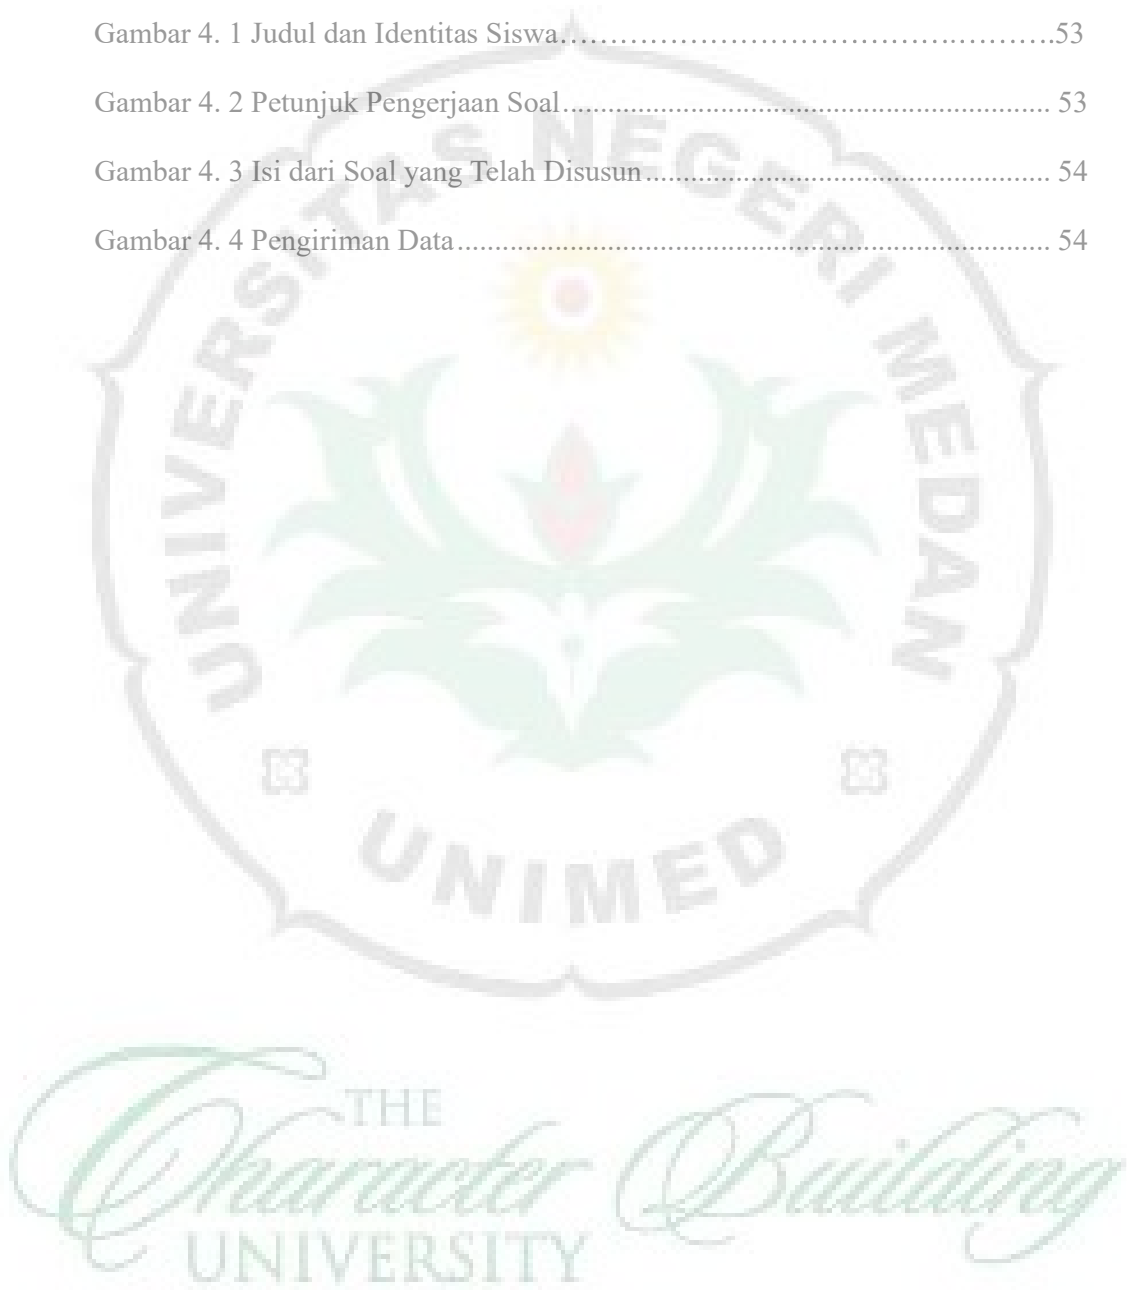 Gambar 4. 1 Judul dan Identitas Siswa………………………………………………….53
Gambar 4. 2 Petunjuk Pengerjaan Soal................................................................. 53
Gambar 4. 3 Isi dari Soal yang Telah Disusun...................................................... 54
Gambar 4. 4 Pengiriman Data............................................................................... 54
UNIVERSITAS NEGERI MEDAN
UNIMED
THE
Character Building
UNIVERSITY